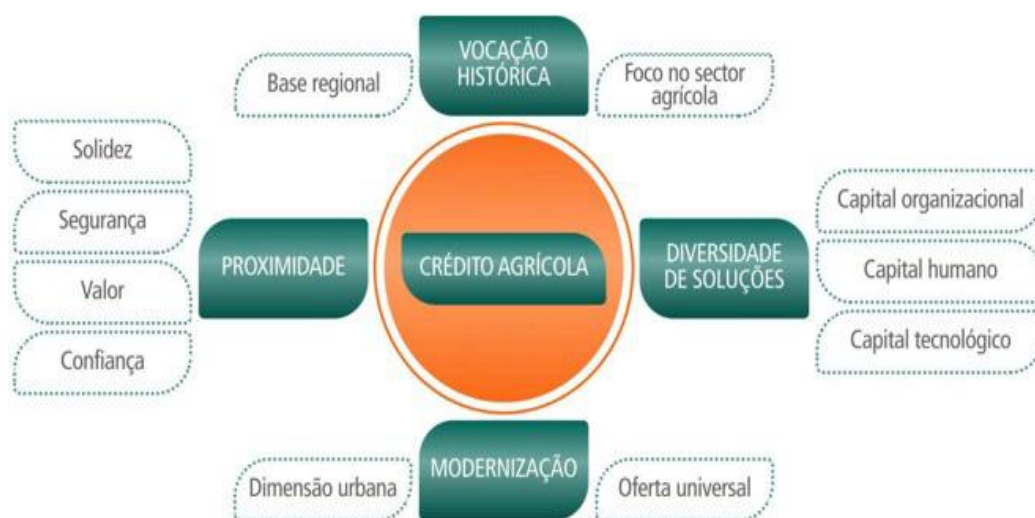 VOCAÇÃO
HISTÓRICA
Base regional
Foco no sector
agrícola
Solidez
Segurança
Valor
Confiança
PROXIMIDADE
CRÉDITO AGRÍCOLA
DIVERSIDADE
DE SOLUÇÕES
Capital organizacional
Capital humano
Capital tecnológico
MODERNIZAÇÃO
Dimensão urbana
Oferta universal